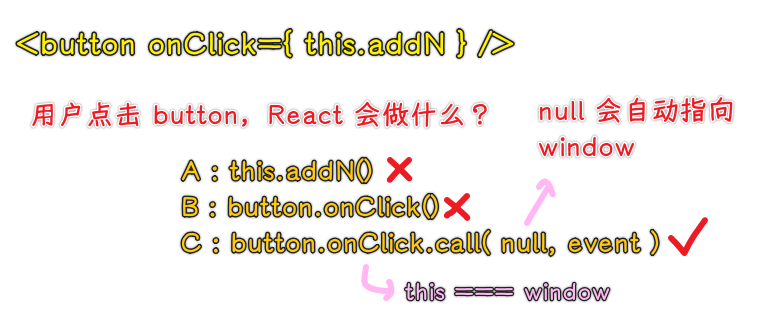 <button onClick={ this.addN } />
用户点击 button，React 会做什么？
null 会自动指向
window
A：this.addN()
B：button.onClick()
C：button.onClick.call( null, event )
this === window